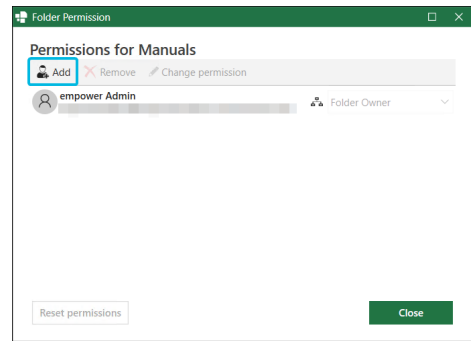 Folder Permission
Permissions for Manuals
Add Remove Change permission
empower Admin
Folder Owner
Reset permissions Close